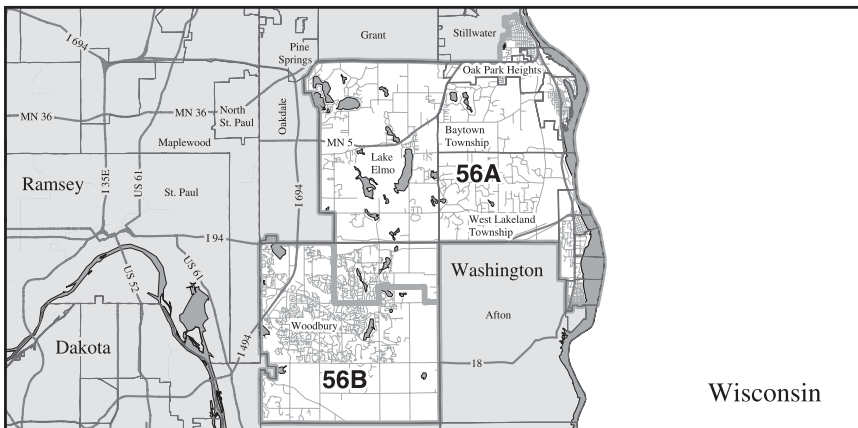 I 694
Pine
Springs
Grant
Stillwater
Oak Park Heights
MN 36
MN 36
North
St. Paul
Oakdale
Maplewood
MN 5
Baytown
Township
Lake
Elmo
56A
Ramsey
I 35E
US 61
St. Paul
I 694
West Lakeland
Township
I 94
US 52
US 61
Washington
Afton
Woodbury
Dakota
I 494
18
56B
Wisconsin